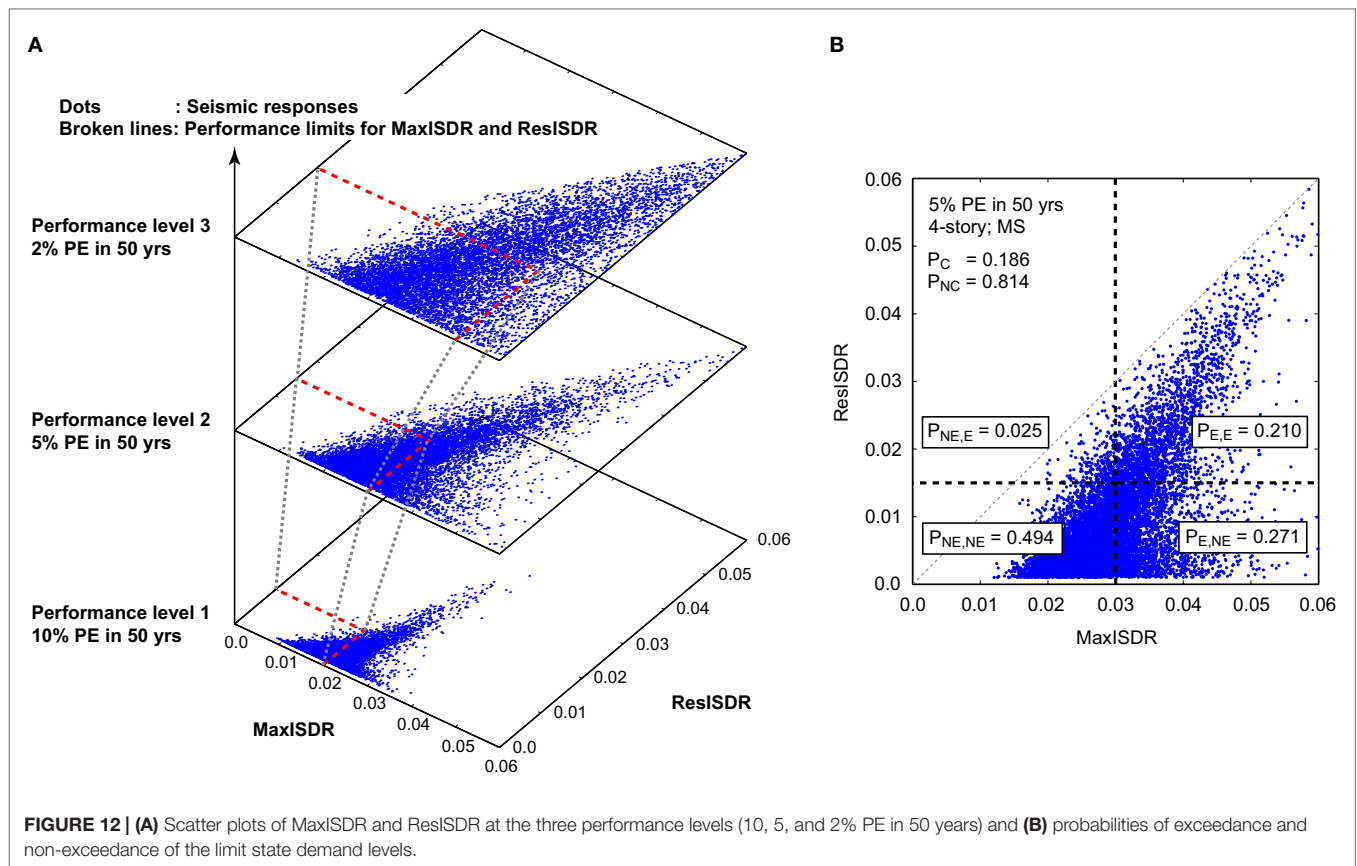 A
Dots : Seismic responses
Broken lines: Performance limits for MaxISDR and ResISDR
Performance level 3
2% PE in 50 yrs
Performance level 2
5% PE in 50 yrs
Performance level 1
10% PE in 50 yrs
0.0
0.01
0.02
0.03
0.04
0.05
0.06
MaxISDR
0.0
0.01
0.02
0.03
0.04
0.05
0.06
ResISDR
B
0.06
0.05
0.04
0.03
0.02
0.01
0.0
ResISDR
5% PE in 50 yrs
4-story; MS
P_C = 0.186
P_NC = 0.814
P_NE,E = 0.025
P_E,E = 0.210
P_NE,NE = 0.494
P_E,NE = 0.271
0.0 0.01 0.02 0.03 0.04 0.05 0.06
MaxISDR
FIGURE 12 | (A) Scatter plots of MaxISDR and ResISDR at the three performance levels (10, 5, and 2% PE in 50 years) and (B) probabilities of exceedance and
non-exceedance of the limit state demand levels.